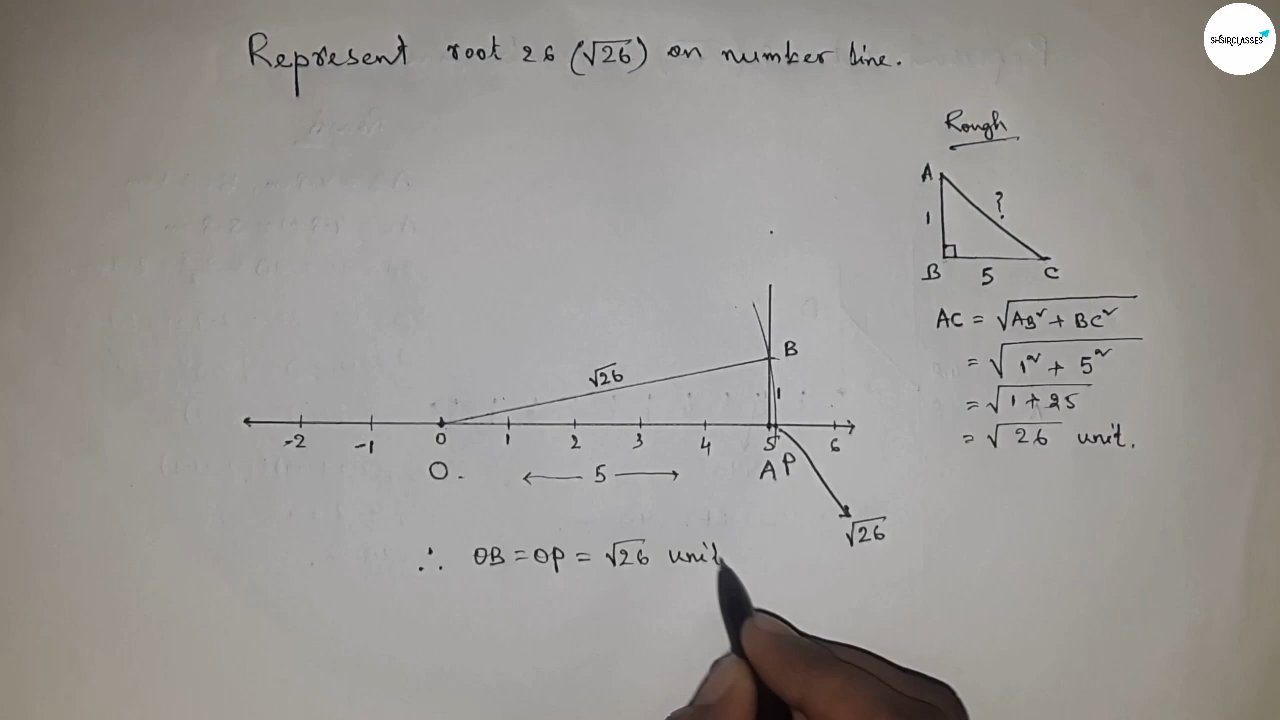 Represent root 26 (√26) on number line.
SHSIRCLASSES
Rough
A
1
?
B 5 C
AC = √AB² + BC²
= √1² + 5²
= √1 + 25
= √26 unit.
√26
B
1
-2 -1 0 1 2 3 4 5 6
O. 5 A P
√26
∴ OB = OP = √26 unit